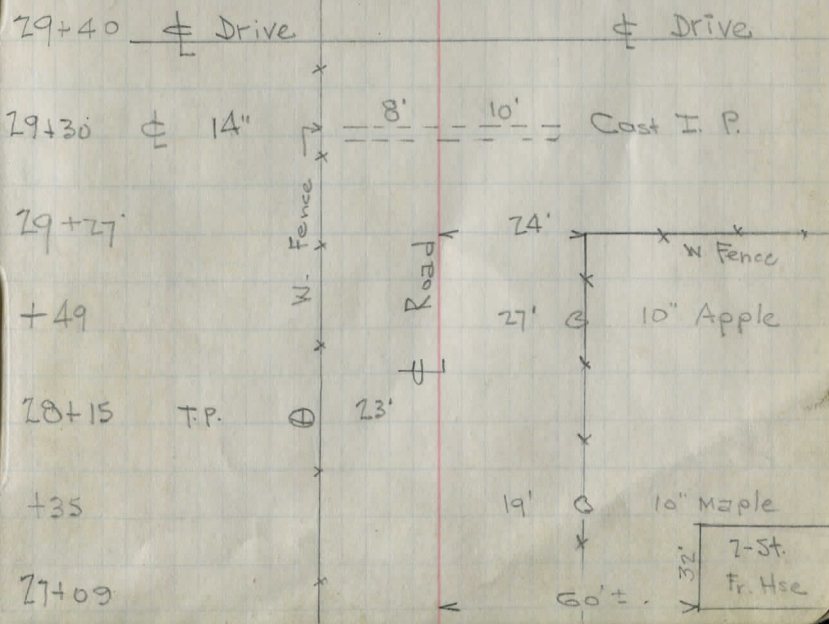 29+40 ℄ Drive ℄ Drive
8' 10'
29+30 ℄ 14" Cast I. P.
W. Fence
29+27 24'
W Fence
℄ Road
+49 27' 10" Apple
28+15 T.P. 23'
+35 19' 10" Maple
2-St.
32'
Fr. Hse
27+09 60'±.